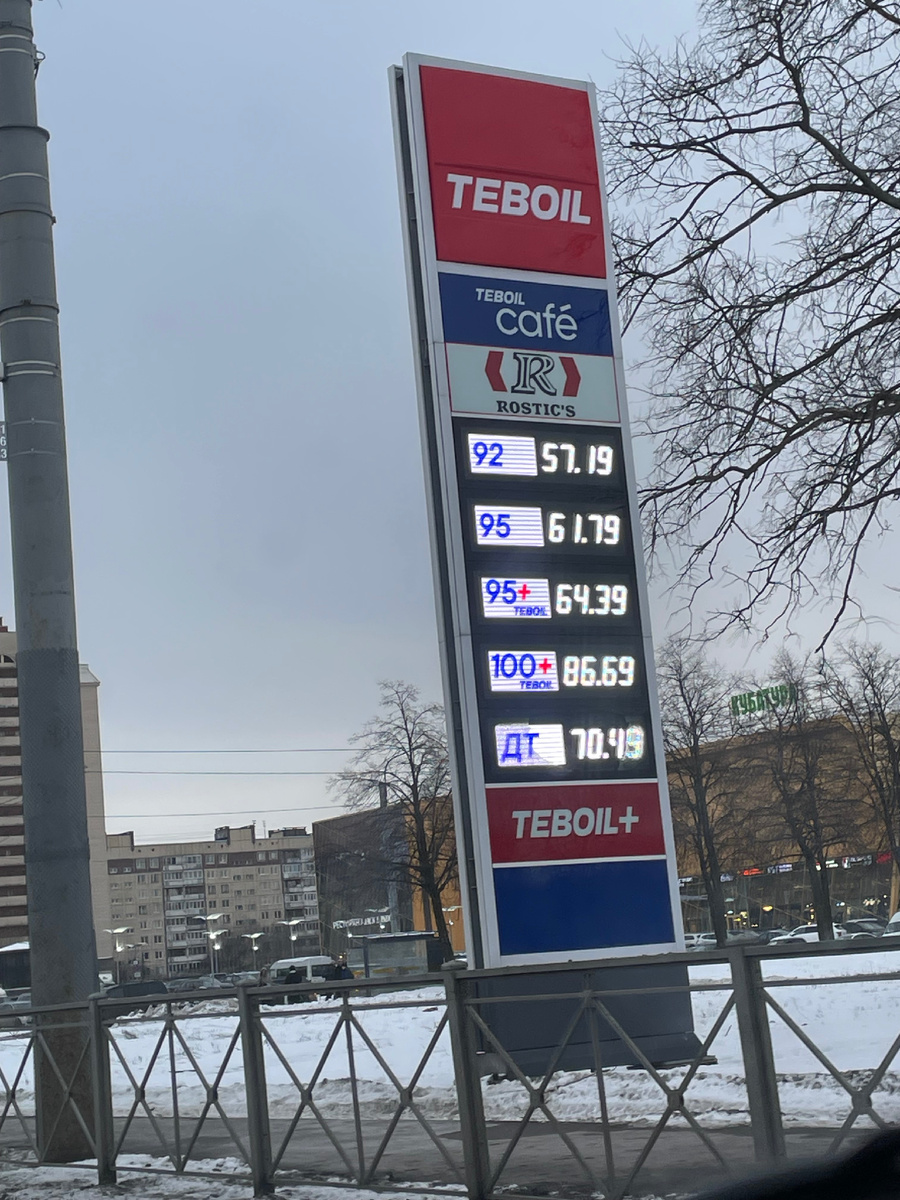 TEBOIL
TEBOIL
café
R
ROSTIC'S
92 57.19
95 61.79
95+ TEBOIL 64.39
100+ TEBOIL 86.69
ДТ 70.49
TEBOIL+
КУБАТУРА